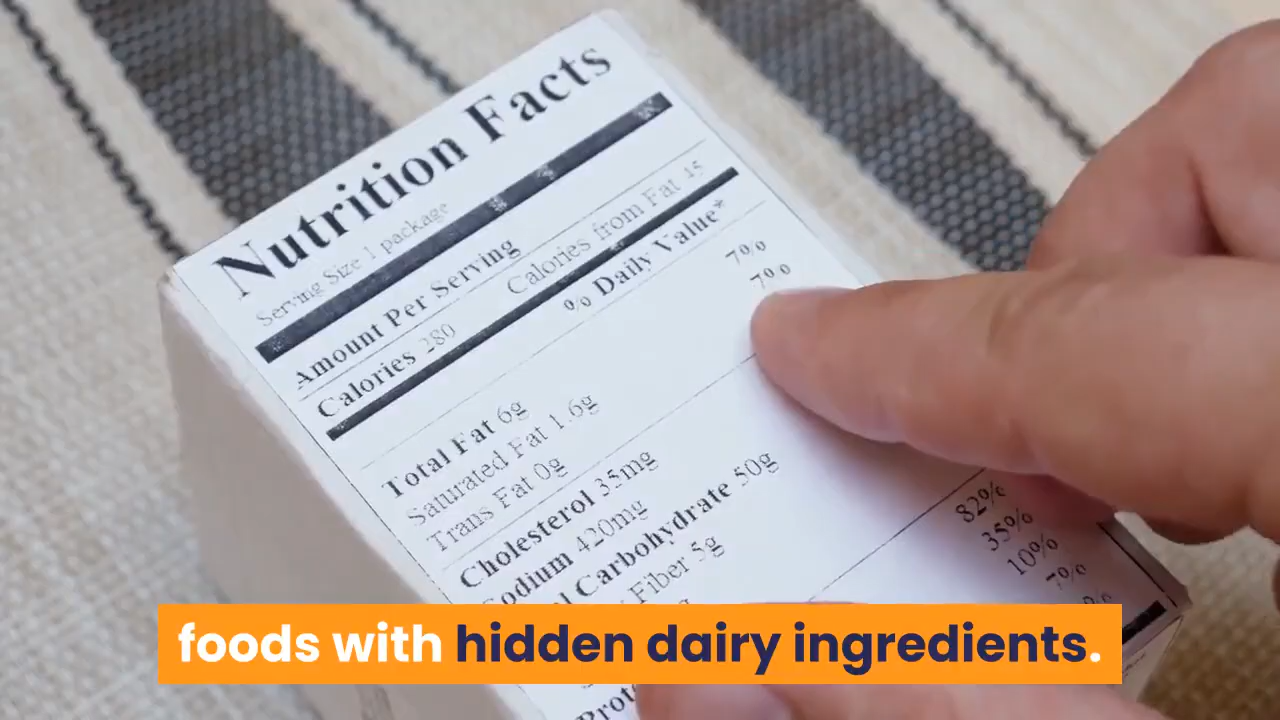 Nutrition Facts
Serving Size 1 package
Amount Per Serving
Calories 280 Calories from Fat 45
% Daily Value*
7%
7%
Total Fat 6g
Saturated Fat 1.6g
Trans Fat 0g
Cholesterol 35mg
Sodium 420mg
Carbohydrate 50g
82%
Fiber 5g
35%
10%
7%
foods with hidden dairy ingredients.